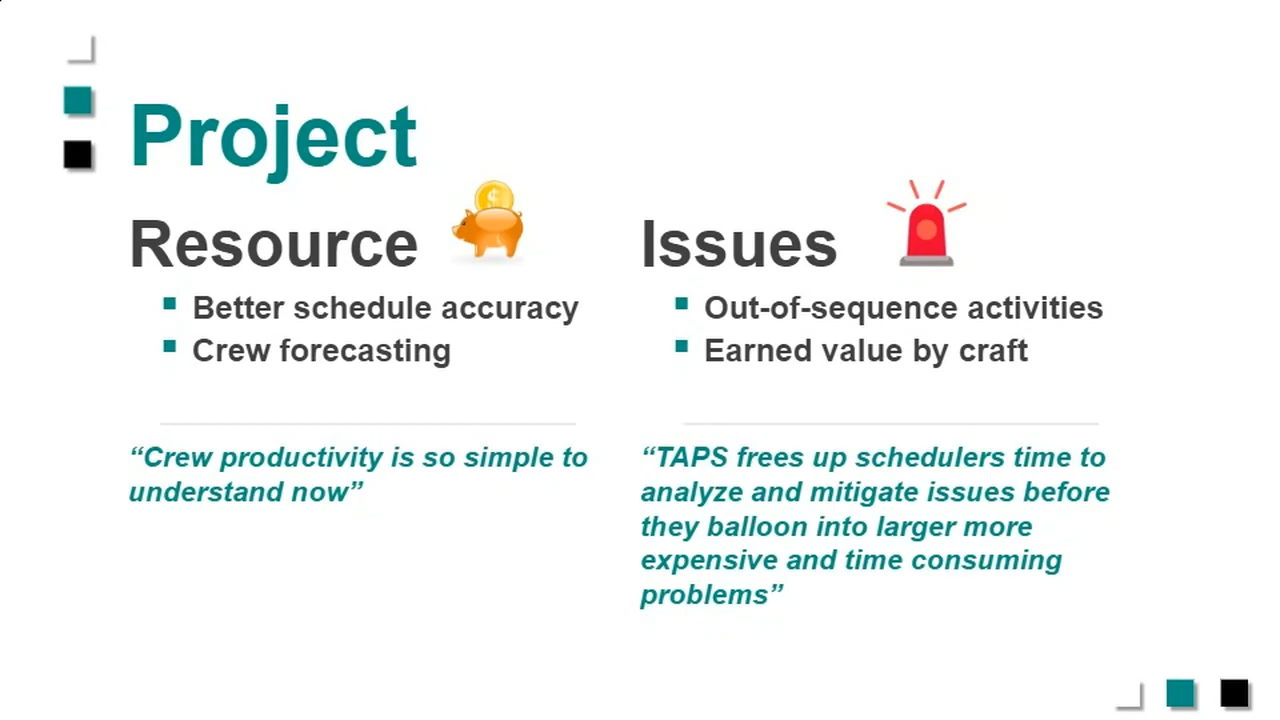 Project
Resource
Better schedule accuracy
Crew forecasting
“Crew productivity is so simple to
understand now”
Issues
Out-of-sequence activities
Earned value by craft
“TAPS frees up schedulers time to
analyze and mitigate issues before
they balloon into larger more
expensive and time consuming
problems”